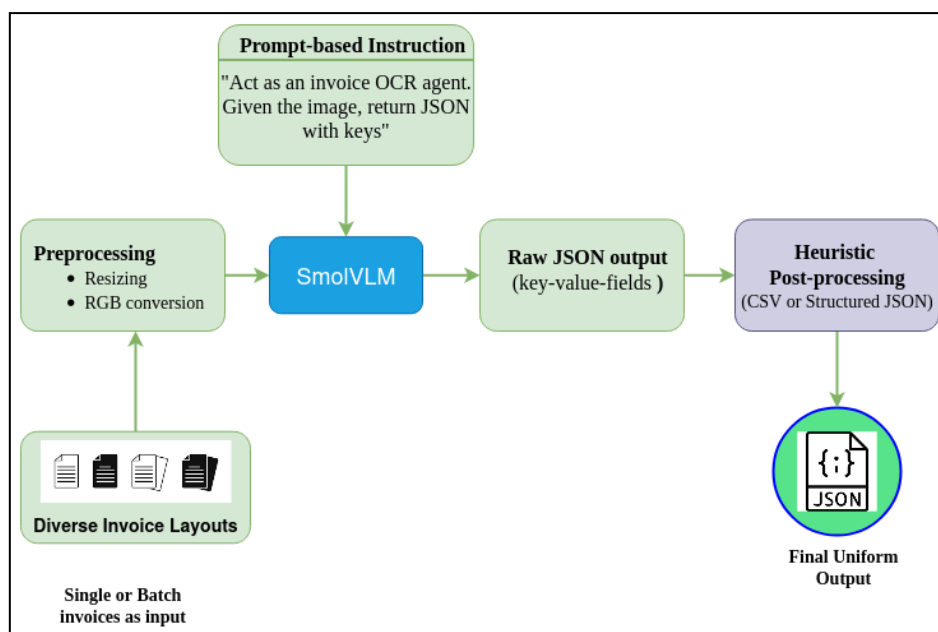 Prompt-based Instruction
"Act as an invoice OCR agent.
Given the image, return JSON
with keys"
Preprocessing
• Resizing
• RGB conversion
SmolVLM
Raw JSON output
(key-value-fields )
Heuristic
Post-processing
(CSV or Structured JSON)
Diverse Invoice Layouts
{;}
JSON
Final Uniform
Output
Single or Batch
invoices as input